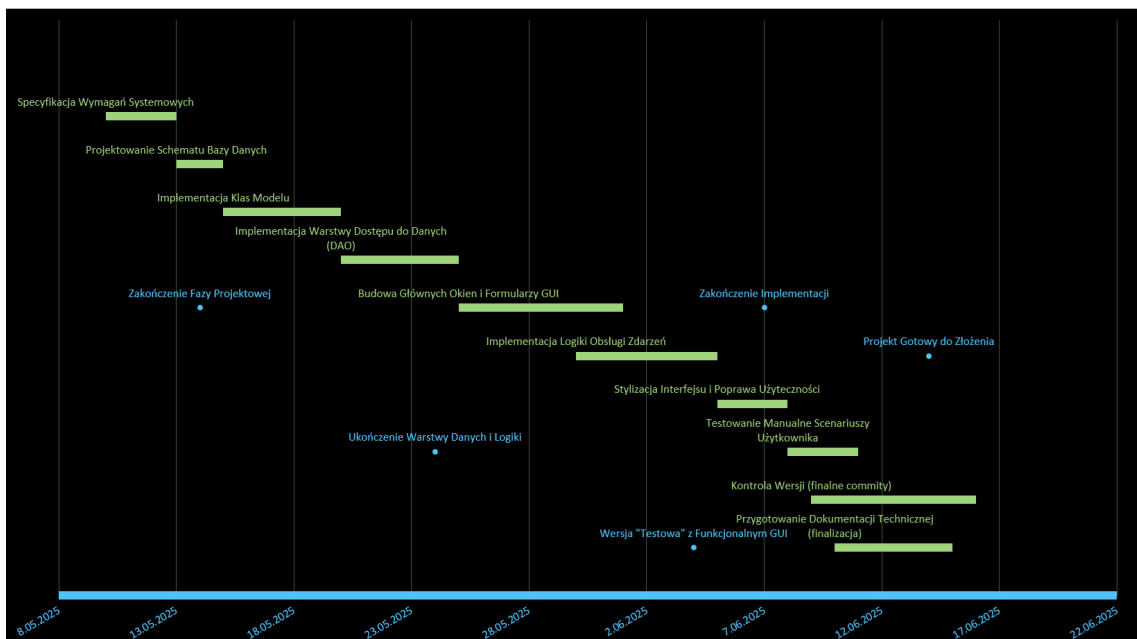 Specyfikacja Wymagań Systemowych
Projektowanie Schematu Bazy Danych
Implementacja Klas Modelu
Implementacja Warstwy Dostępu do Danych
(DAO)
Zakończenie Fazy Projektowej
Budowa Głównych Okien i Formularzy GUI
Zakończenie Implementacji
Implementacja Logiki Obsługi Zdarzeń
Projekt Gotowy do Złożenia
Stylizacja Interfejsu i Poprawa Użyteczności
Testowanie Manualne Scenariuszy
Użytkownika
Ukończenie Warstwy Danych i Logiki
Kontrola Wersji (finalne commity)
Przygotowanie Dokumentacji Technicznej
(finalizacja)
Wersja "Testowa" z Funkcjonalnym GUI
8.05.2025
13.05.2025
18.05.2025
23.05.2025
28.05.2025
2.06.2025
7.06.2025
12.06.2025
17.06.2025
22.06.2025